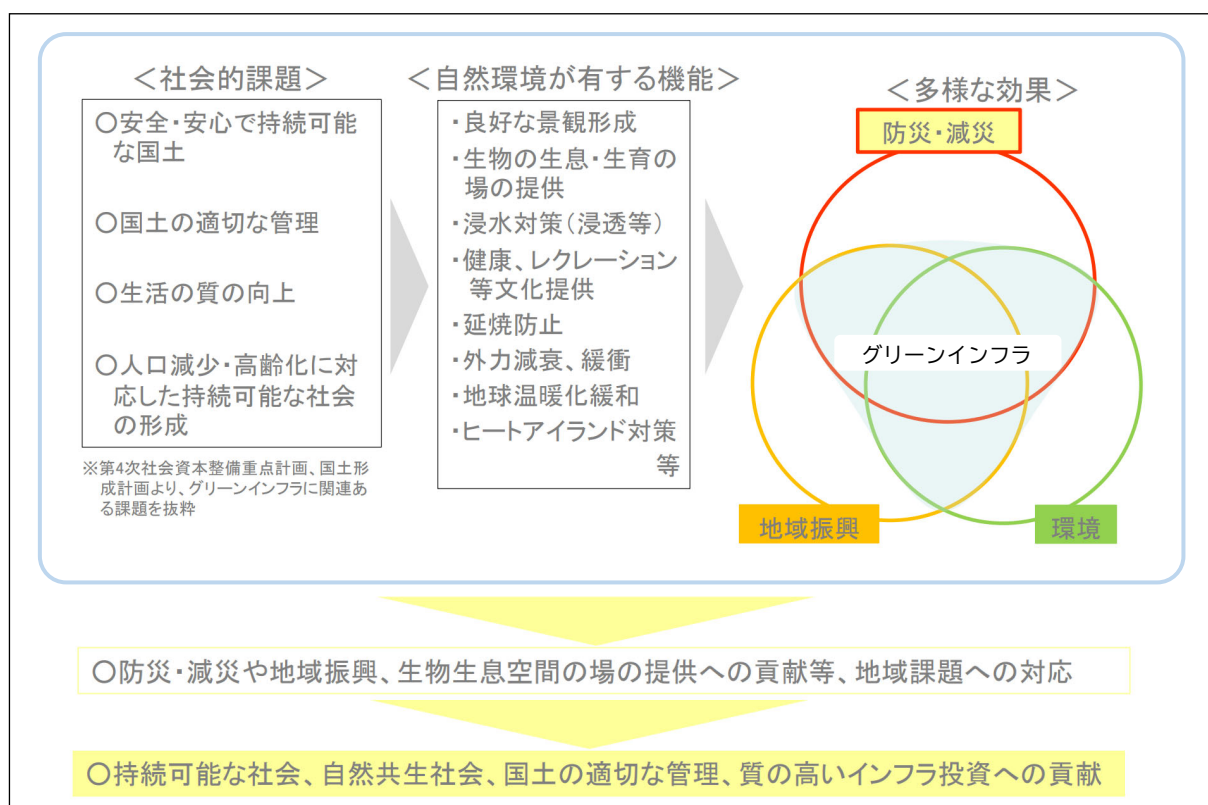 ＜社会的課題＞
○安全・安心で持続可能
な国土
○国土の適切な管理
○生活の質の向上
○人口減少・高齢化に対
応した持続可能な社会
の形成
※第4次社会資本整備重点計画、国土形
成計画より、グリーンインフラに関連あ
る課題を抜粋
＜自然環境が有する機能＞
・良好な景観形成
・生物の生息・生育の
場の提供
・浸水対策（浸透等）
・健康、レクレーション
等文化提供
・延焼防止
・外力減衰、緩衝
・地球温暖化緩和
・ヒートアイランド対策
等
＜多様な効果＞
防災・減災
グリーンインフラ
地域振興
環境
○防災・減災や地域振興、生物生息空間の場の提供への貢献等、地域課題への対応
○持続可能な社会、自然共生社会、国土の適切な管理、質の高いインフラ投資への貢献